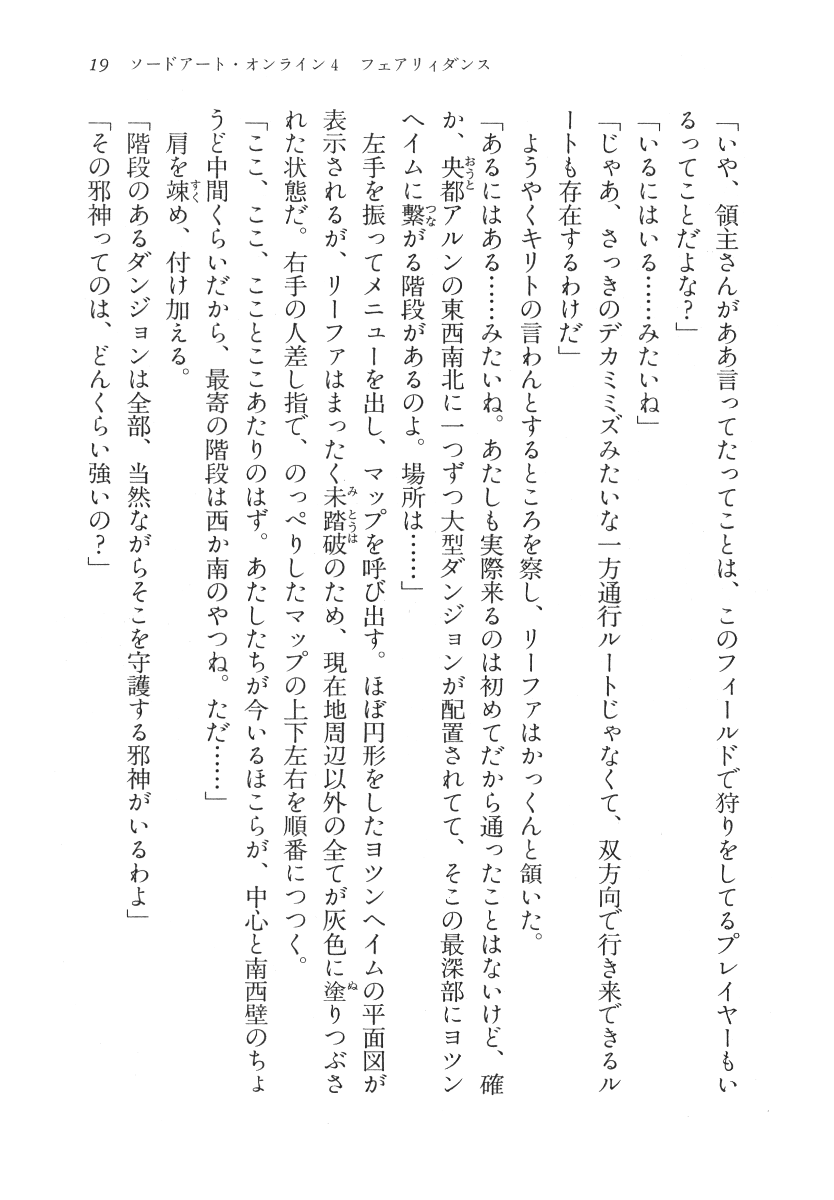 19　ソードアート・オンライン4　フェアリィダンス
「いや、領主さんがああ言ってたってことは、このフィールドで狩りをしてるプレイヤーもい
るってことだよな?」
「いるにはいる……みたいね」
「じゃあ、さっきのデカミミズみたいな一方通行ルートじゃなくて、双方向で行き来できるル
ートも存在するわけだ」
　ようやくキリトの言わんとするところを察し、リーファはかっくんと頷いた。
「あるにはある……みたいね。あたしも実際来るのは初めてだから通ったことはないけど、確
か、央都アルンの東西南北に一つずつ大型ダンジョンが配置されてて、そこの最深部にヨツン
ヘイムに繋がる階段があるのよ。場所は……」
　左手を振ってメニューを出し、マップを呼び出す。ほぼ円形をしたヨツンヘイムの平面図が
表示されるが、リーファはまったく未踏破のため、現在地周辺以外の全てが灰色に塗りつぶさ
れた状態だ。右手の人差し指で、のっぺりしたマップの上下左右を順番につつく。
「ここ、ここ、こことここあたりのはず。あたしたちが今いるほこらが、中心と南西壁のちょ
うど中間くらいだから、最寄の階段は西か南のやつね。ただ……」
　肩を竦め、付け加える。
「階段のあるダンジョンは全部、当然ながらそこを守護する邪神がいるわよ」
「その邪神ってのは、どんくらい強いの?」